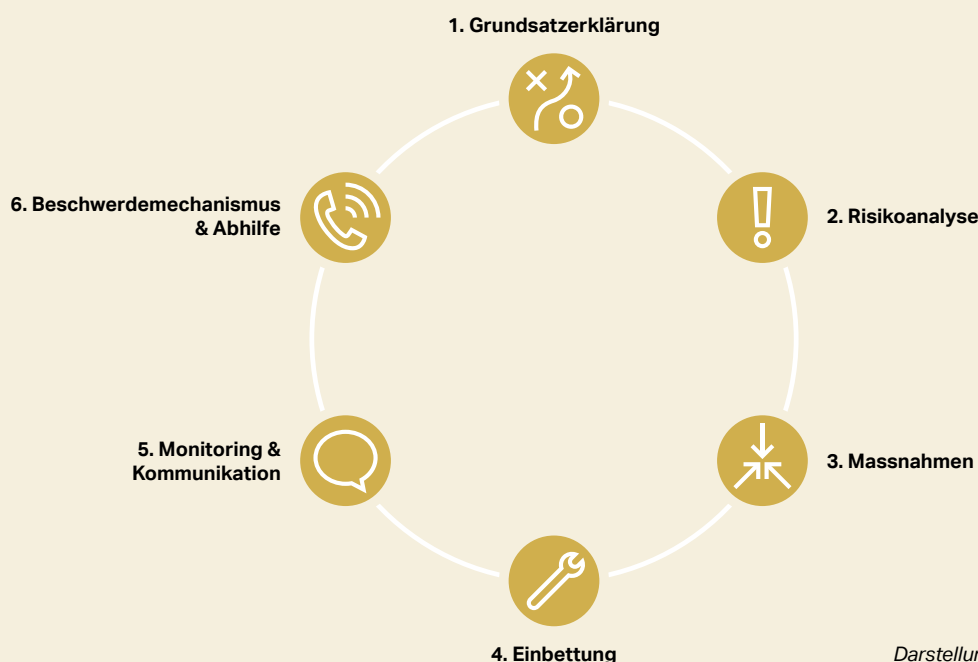 1. Grundsatzerklärung
2. Risikoanalyse
3. Massnahmen
4. Einbettung
5. Monitoring &
Kommunikation
6. Beschwerdemechanismus
& Abhilfe